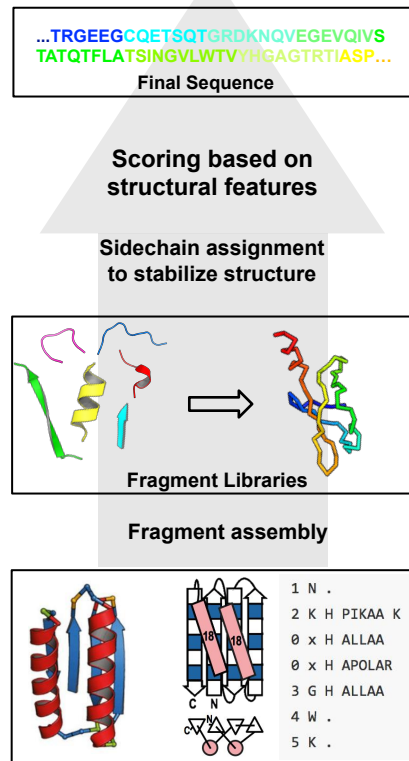 ...TRGEEGCQETSQTGRDKNQVEGEVQIVS
TATQTFLATSINGVLWTVYHGAGTRTIASP...
Final Sequence
Scoring based on
structural features
Sidechain assignment
to stabilize structure
Fragment Libraries
Fragment assembly
18
18
C N
N
C
1 N .
2 K H PIKAA K
0 x H ALLAA
0 x H APOLAR
3 G H ALLAA
4 W .
5 K .